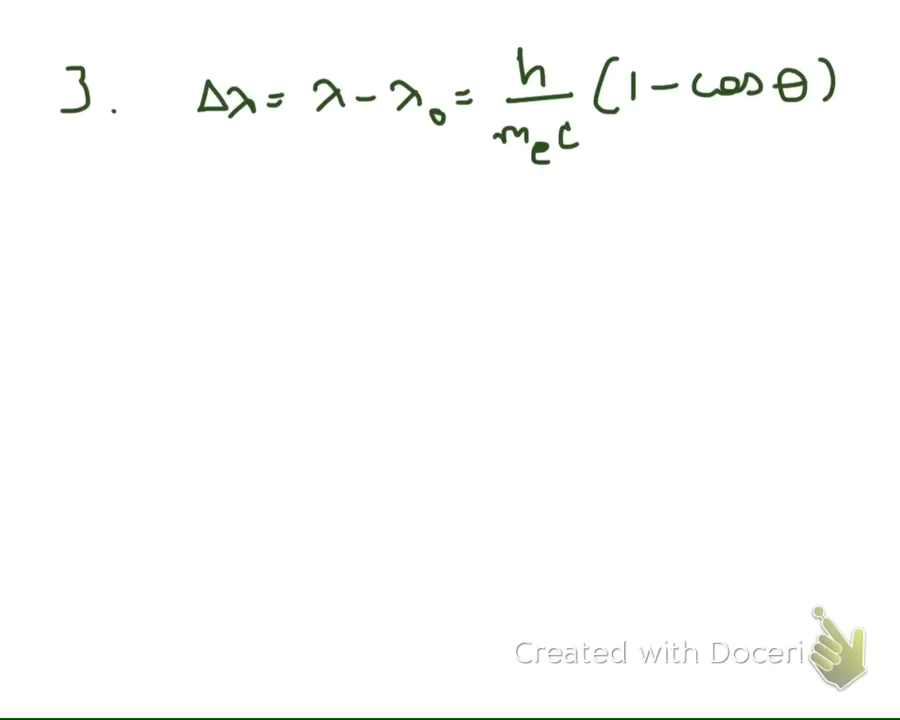 3. Δλ = λ - λ₀ = h / mₑc (1 - cos θ)
Created with Doceri